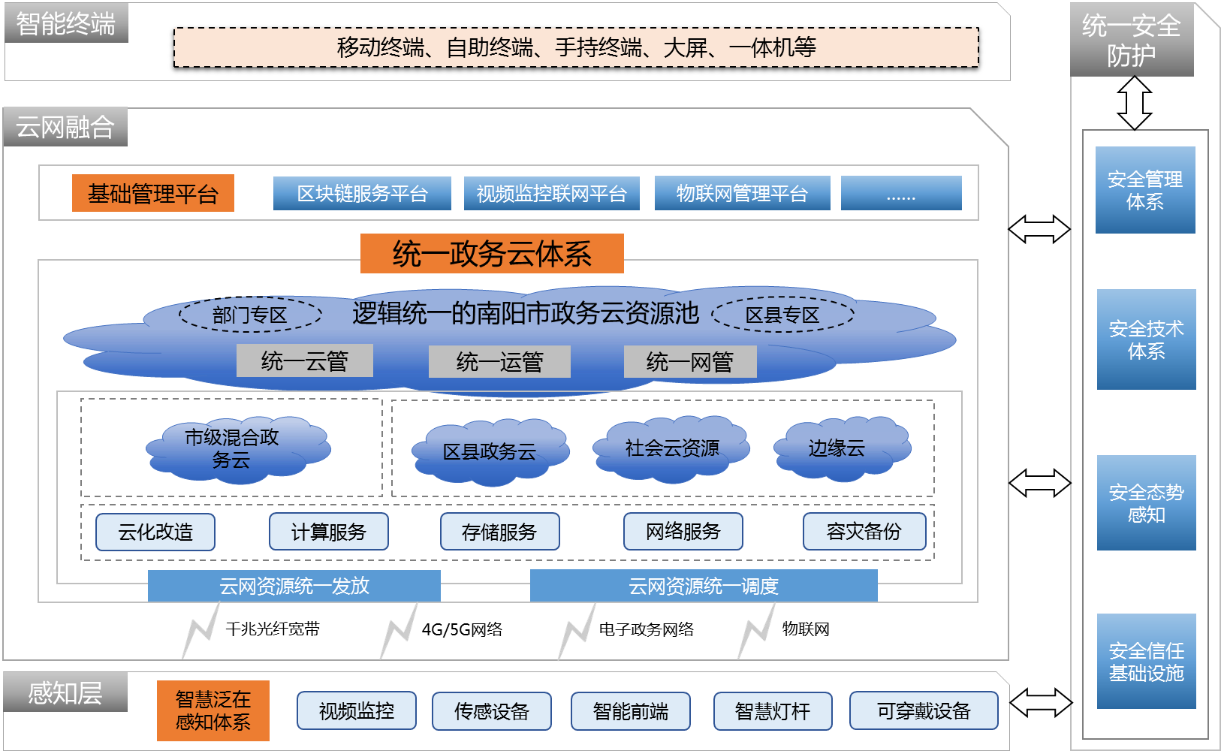 智能终端
移动终端、自助终端、手持终端、大屏、一体机等
云网融合
基础管理平台
区块链服务平台
视频监控联网平台
物联网管理平台
......
统一政务云体系
部门专区
逻辑统一的南阳市政务云资源池
区县专区
统一云管
统一运管
统一网管
市级混合政
务云
区县政务云
社会云资源
边缘云
云化改造
计算服务
存储服务
网络服务
容灾备份
云网资源统一发放
云网资源统一调度
千兆光纤宽带
4G/5G网络
电子政务网络
物联网
感知层
智慧泛在
感知体系
视频监控
传感设备
智能前端
智慧灯杆
可穿戴设备
统一安全
防护
安全管理
体系
安全技术
体系
安全态势
感知
安全信任
基础设施